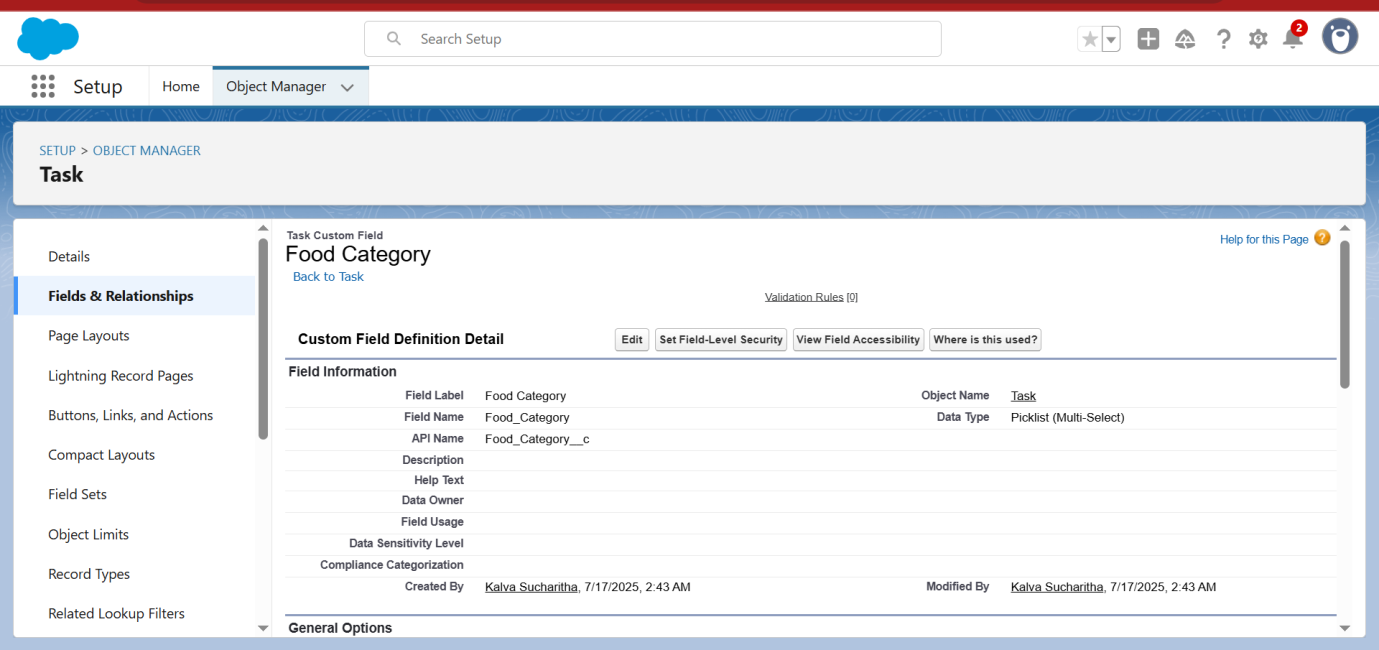 Search Setup
2
Setup
Home
Object Manager
SETUP > OBJECT MANAGER
Task
Details
Fields & Relationships
Page Layouts
Lightning Record Pages
Buttons, Links, and Actions
Compact Layouts
Field Sets
Object Limits
Record Types
Related Lookup Filters
Task Custom Field
Food Category
Back to Task
Help for this Page ?
Validation Rules [0]
Custom Field Definition Detail
Edit
Set Field-Level Security
View Field Accessibility
Where is this used?
Field Information
Field Label Food Category Object Name Task
Field Name Food_Category Data Type Picklist (Multi-Select)
API Name Food_Category__c
Description
Help Text
Data Owner
Field Usage
Data Sensitivity Level
Compliance Categorization
Created By Kalva Sucharitha, 7/17/2025, 2:43 AM Modified By Kalva Sucharitha, 7/17/2025, 2:43 AM
General Options